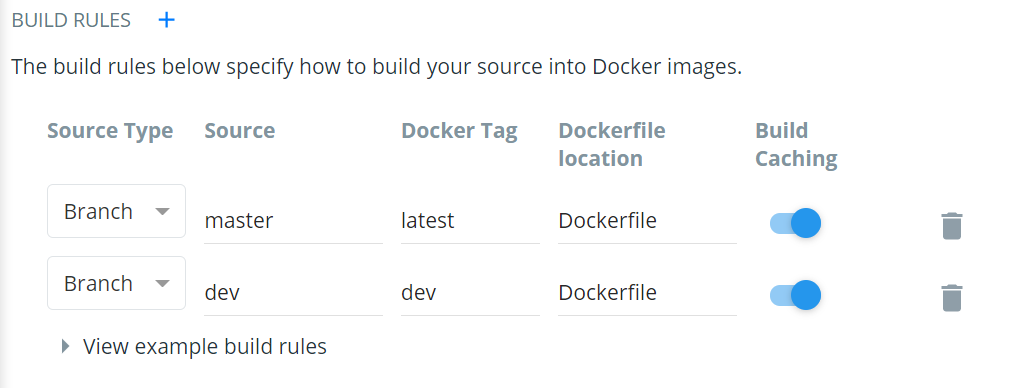 BUILD RULES +
The build rules below specify how to build your source into Docker images.
Source Type Source Docker Tag Dockerfile location Build Caching
Branch master latest Dockerfile
Branch dev dev Dockerfile
View example build rules